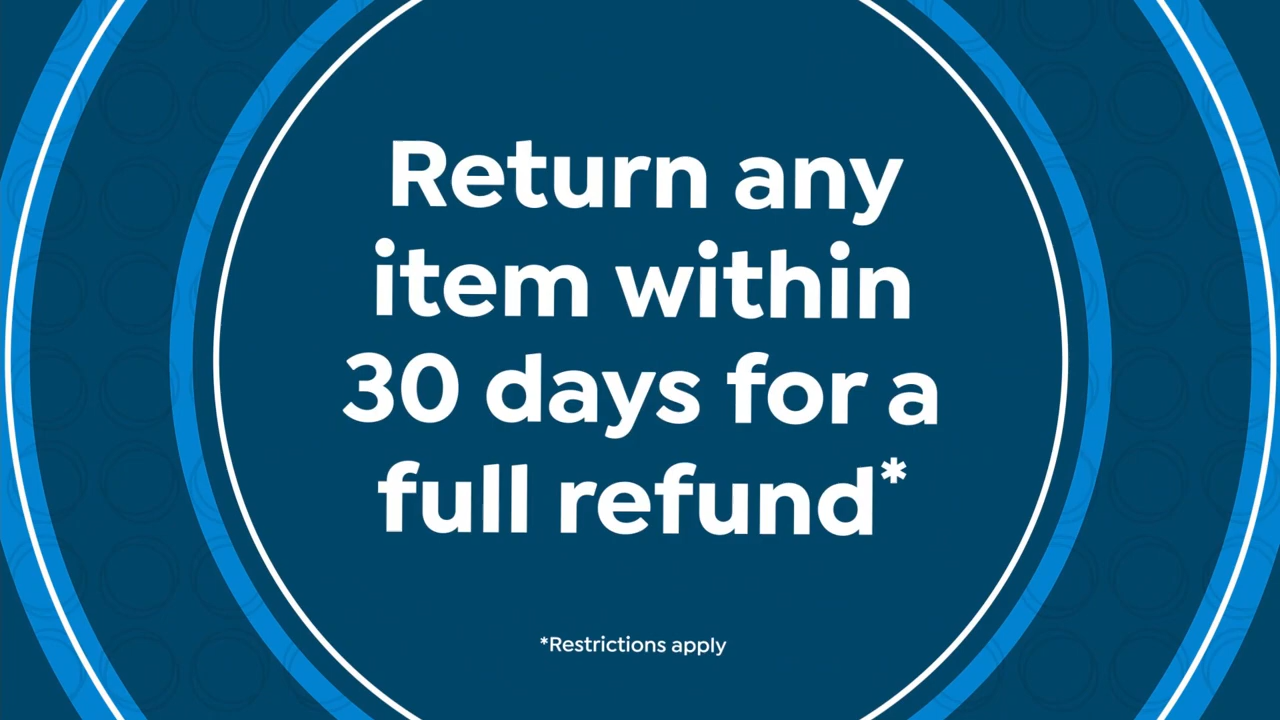 Return any
item within
30 days for a
full refund*
*Restrictions apply